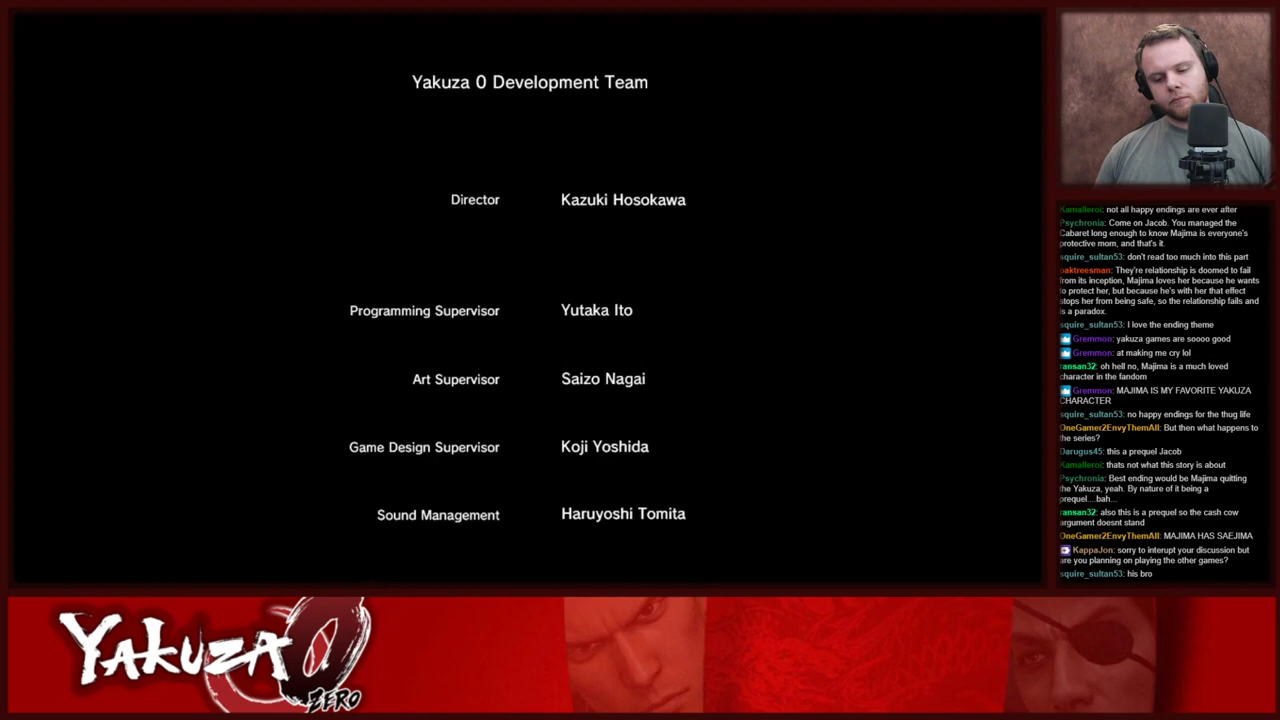 Yakuza 0 Development Team
Director Kazuki Hosokawa
Programming Supervisor Yutaka Ito
Art Supervisor Saizo Nagai
Game Design Supervisor Koji Yoshida
Sound Management Haruyoshi Tomita
Kamalleroi: not all happy endings are ever after
Psychronia: Come on Jacob. You managed the
Cabaret long enough to know Majima is everyone's
protective mom, and that's it.
squire_sultan53: don't read too much into this part
oaktreesman: They're relationship is doomed to fail
from its inception, Majima loves her because he wants
to protect her, but because he's with her that effect
stops her from being safe, so the relationship fails and
is a paradox.
squire_sultan53: I love the ending theme
Gremmon: yakuza games are soooo good
Gremmon: at making me cry lol
ransan32: oh hell no, Majima is a much loved
character in the fandom
Gremmon: MAJIMA IS MY FAVORITE YAKUZA
CHARACTER
squire_sultan53: no happy endings for the thug life
OneGamer2EnvyThemAll: But then what happens to
the series?
Darugus45: this a prequel Jacob
Kamalleroi: thats not what this story is about
Psychronia: Best ending would be Majima quitting
the Yakuza, yeah. By nature of it being a
prequel....bah...
ransan32: also this is a prequel so the cash cow
argument doesnt stand
OneGamer2EnvyThemAll: MAJIMA HAS SAEJIMA
KappaJon: sorry to interupt your discussion but
are you planning on playing the other games?
squire_sultan53: his bro
YAKUZA 0
ZERO